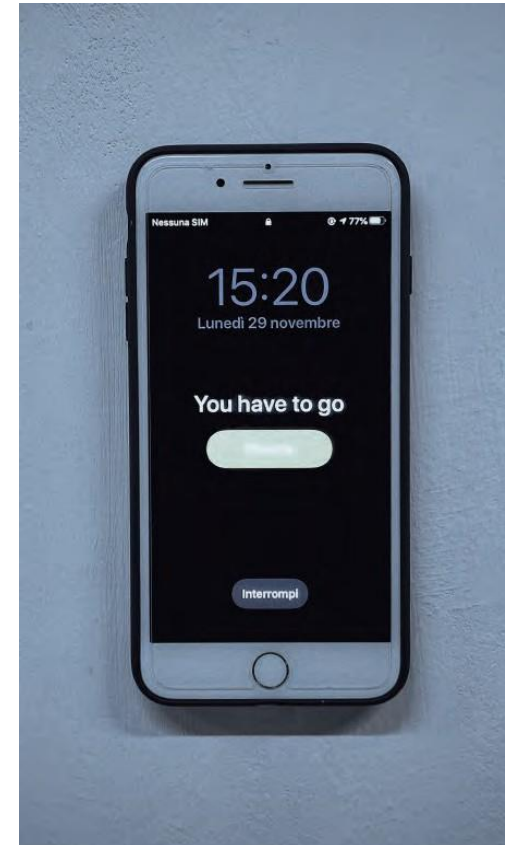 Nessuna SIM 77%
15:20
Lunedì 29 novembre
You have to go
Interrompi